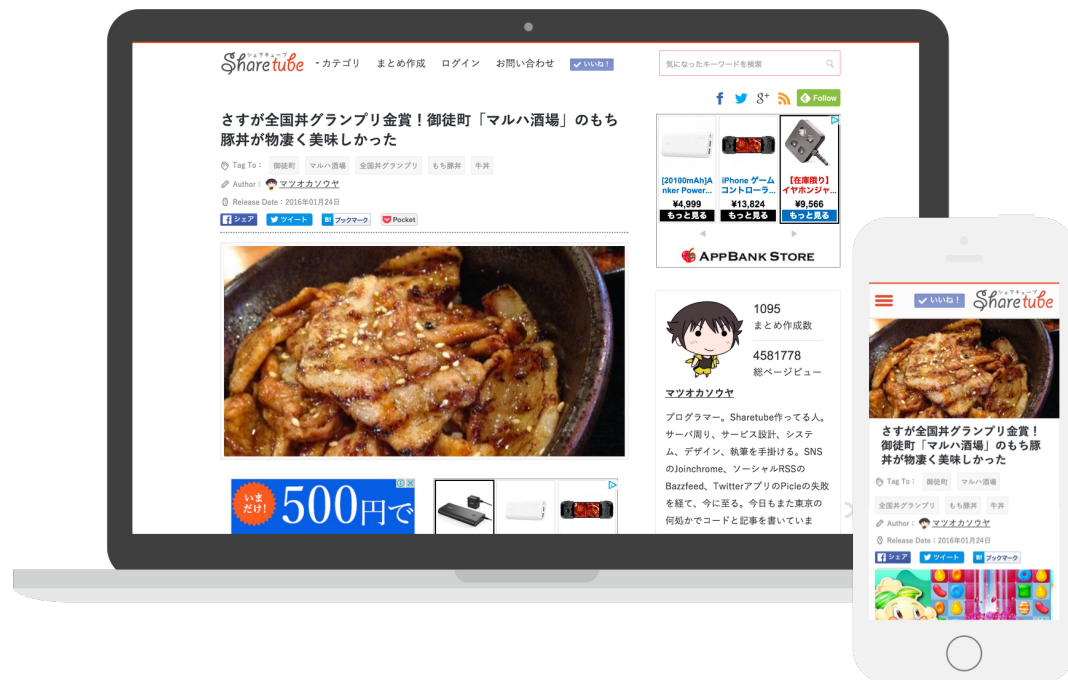 シェアチューブ
Sharetube
カテゴリ まとめ作成 ログイン お問い合わせ いいね！
気になったキーワードを検索
g+ Follow
さすが全国丼グランプリ金賞！御徒町「マルハ酒場」のもち
豚丼が物凄く美味しかった
Tag To： 御徒町 マルハ酒場 全国丼グランプリ もち豚丼 牛丼
Author： マツオカソウヤ
Release Date：2016年01月24日
シェア ツイート B! ブックマーク Pocket
[20100mAh]A
nker Power...
¥4,999
もっと見る
iPhone ゲーム
コントローラ...
¥13,824
もっと見る
【在庫限り】
イヤホンジャ...
¥9,566
もっと見る
APPBANK STORE
1095
まとめ作成数
4581778
総ページビュー
マツオカソウヤ
プログラマー。Sharetube作ってる人。
サーバ周り、サービス設計、システ
ム、デザイン、執筆を手掛ける。SNS
のJoinchrome、ソーシャルRSSの
Bazzfeed、TwitterアプリのPicleの失敗
を経て、今に至る。今日もまた東京の
何処かでコードと記事を書いていま
いま
だけ!
500円で
いいね！
シェアチューブ
Sharetube
さすが全国丼グランプリ金賞！
御徒町「マルハ酒場」のもち豚
丼が物凄く美味しかった
Tag To： 御徒町 マルハ酒場
全国丼グランプリ もち豚丼 牛丼
Author： マツオカソウヤ
Release Date：2016年01月24日
シェア ツイート B! ブックマーク